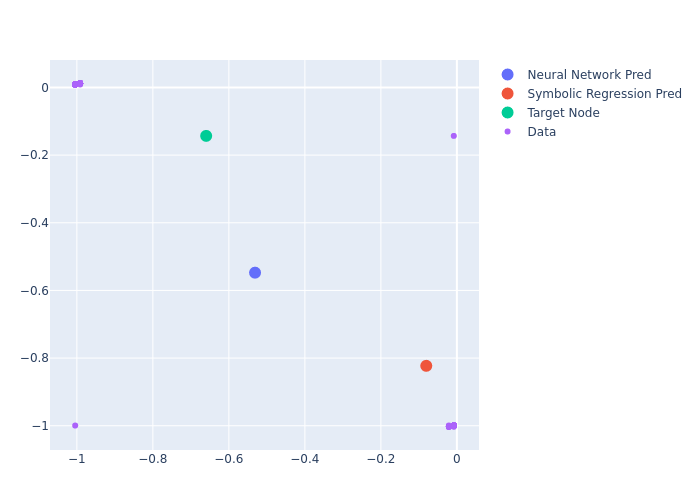 Neural Network Pred
Symbolic Regression Pred
Target Node
Data
0
−0.2
−0.4
−0.6
−0.8
−1
−1 −0.8 −0.6 −0.4 −0.2 0